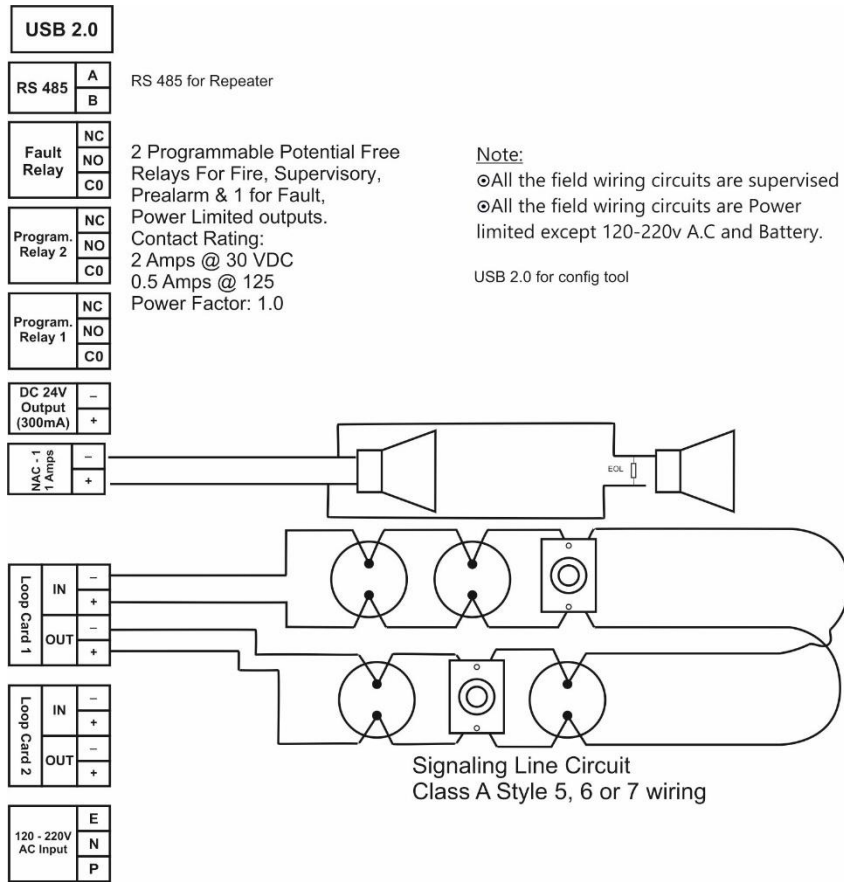 USB 2.0
RS 485
A
B
RS 485 for Repeater
Fault
Relay
NC
NO
C0
2 Programmable Potential Free
Relays For Fire, Supervisory,
Prealarm & 1 for Fault,
Power Limited outputs.
Contact Rating:
2 Amps @ 30 VDC
0.5 Amps @ 125
Power Factor: 1.0
Note:
⊙All the field wiring circuits are supervised
⊙All the field wiring circuits are Power
limited except 120-220v A.C and Battery.
USB 2.0 for config tool
Program.
Relay 2
NC
NO
C0
Program.
Relay 1
NC
NO
C0
DC 24V
Output
(300mA)
–
+
NAC - 1
1 Amps
–
+
EOL
Loop Card 1
IN
–
+
OUT
–
+
Loop Card 2
IN
–
+
OUT
–
+
Signaling Line Circuit
Class A Style 5, 6 or 7 wiring
120 - 220V
AC Input
E
N
P